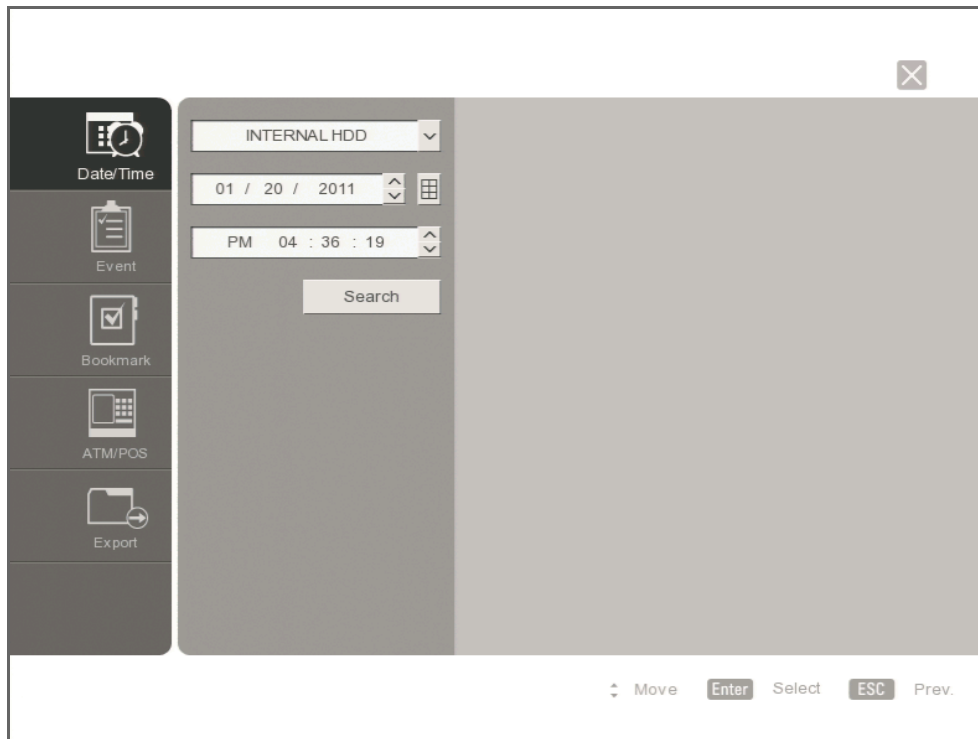 Date/Time
Event
Bookmark
ATM/POS
Export
INTERNAL HDD
01 / 20 / 2011
PM 04 : 36 : 19
Search
Move Enter Select ESC Prev.